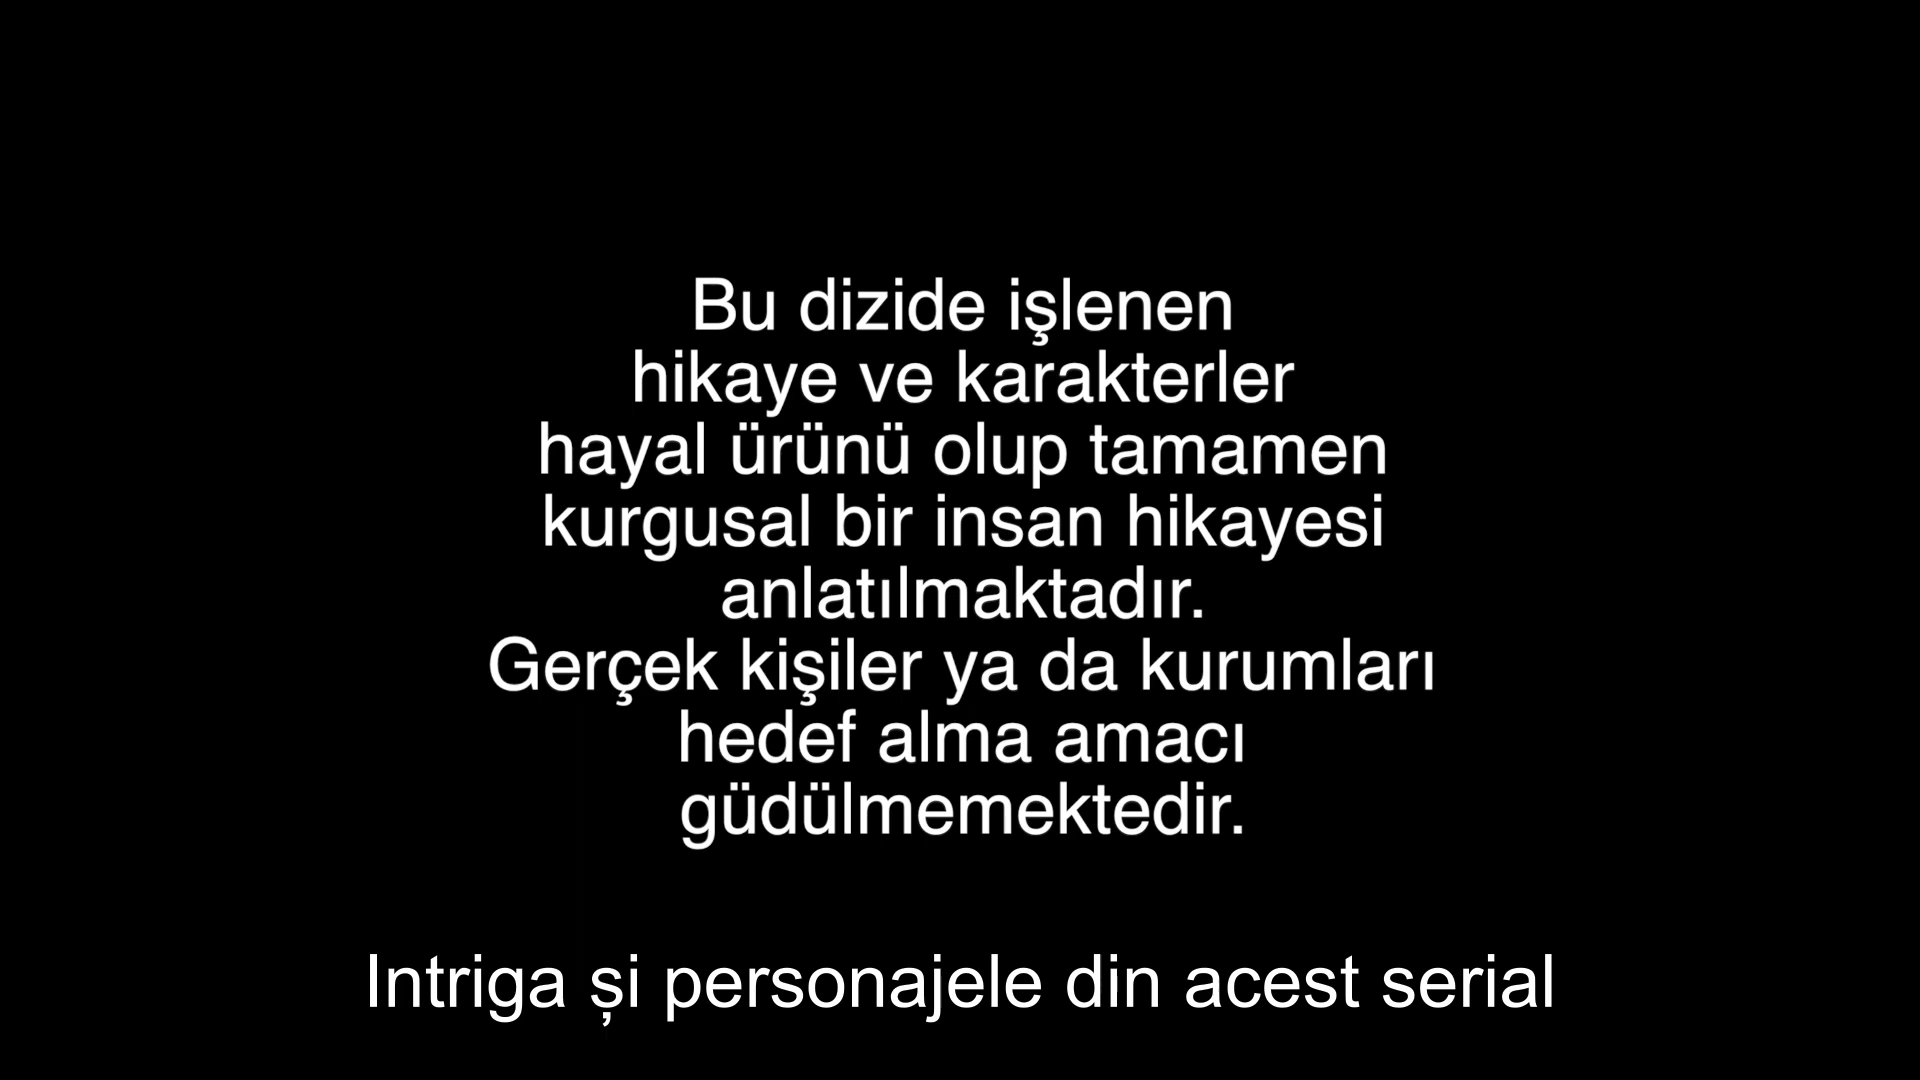 Bu dizide işlenen
hikaye ve karakterler
hayal ürünü olup tamamen
kurgusal bir insan hikayesi
anlatılmaktadır.
Gerçek kişiler ya da kurumları
hedef alma amacı
güdülmemektedir.
Intriga și personajele din acest serial